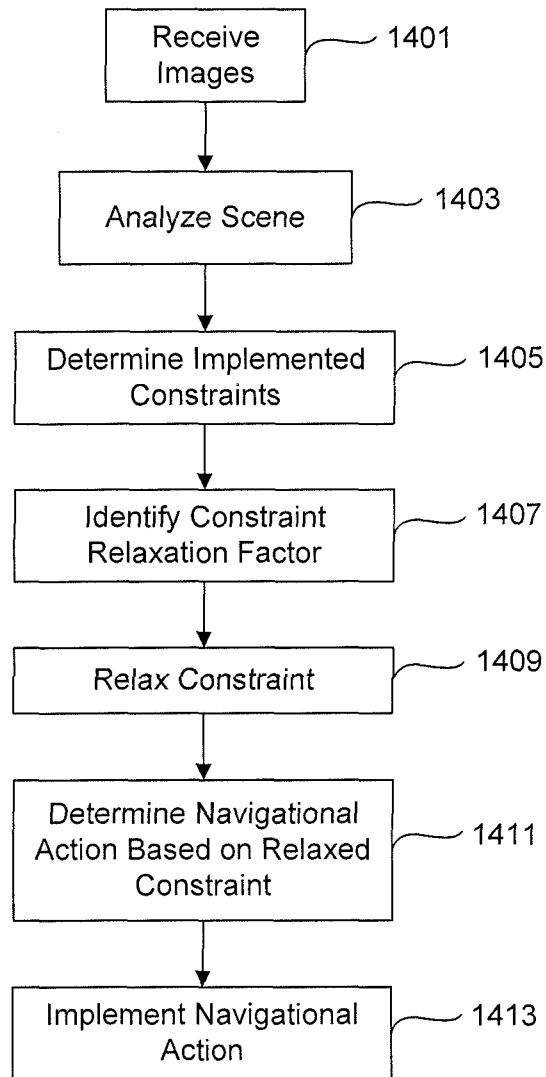 Receive
Images
1401
Analyze Scene
1403
Determine Implemented
Constraints
1405
Identify Constraint
Relaxation Factor
1407
Relax Constraint
1409
Determine Navigational
Action Based on Relaxed
Constraint
1411
Implement Navigational
Action
1413